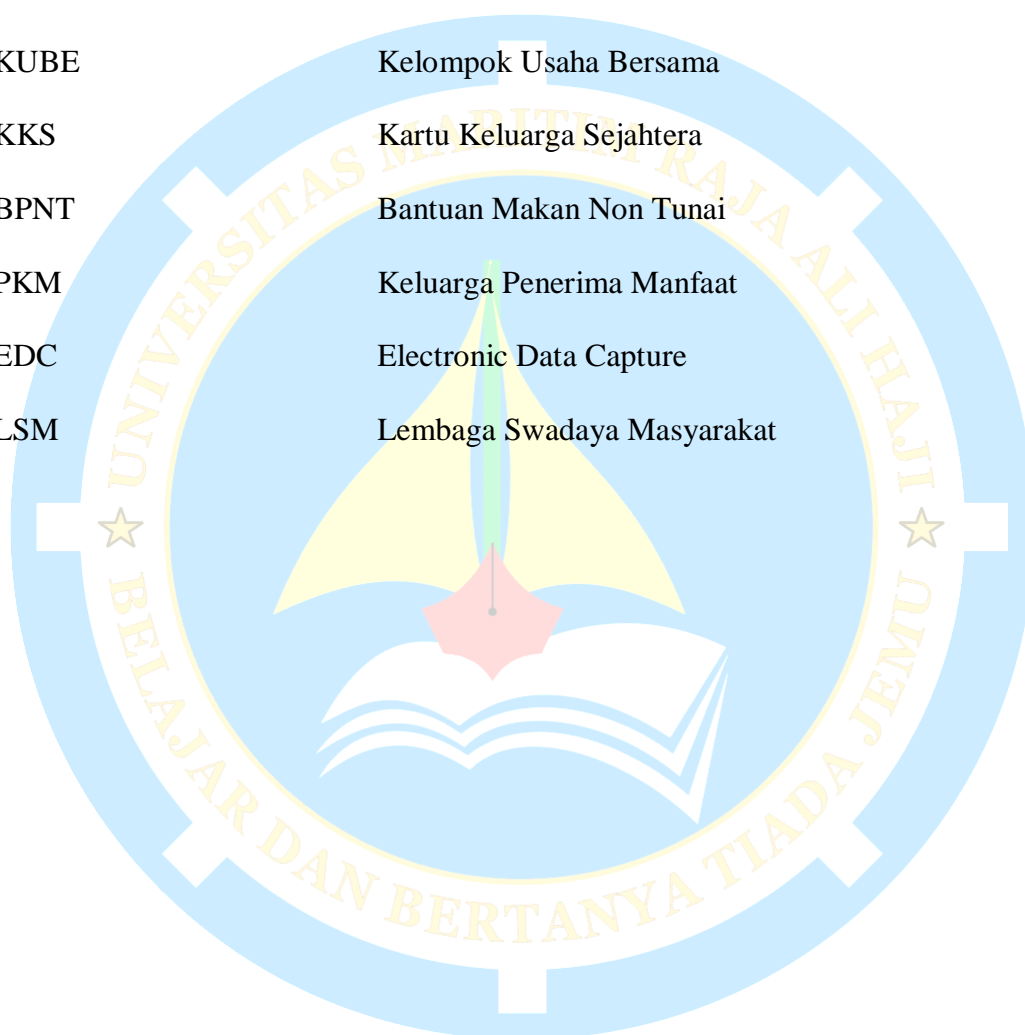 KUBE Kelompok Usaha Bersama
KKS Kartu Keluarga Sejahtera
BPNT Bantuan Makan Non Tunai
PKM Keluarga Penerima Manfaat
EDC Electronic Data Capture
LSM Lembaga Swadaya Masyarakat
UNIVERSITAS MARITIM RAJA ALI HAJI
BELAJAR DAN BERTANYA TIADA JEMU